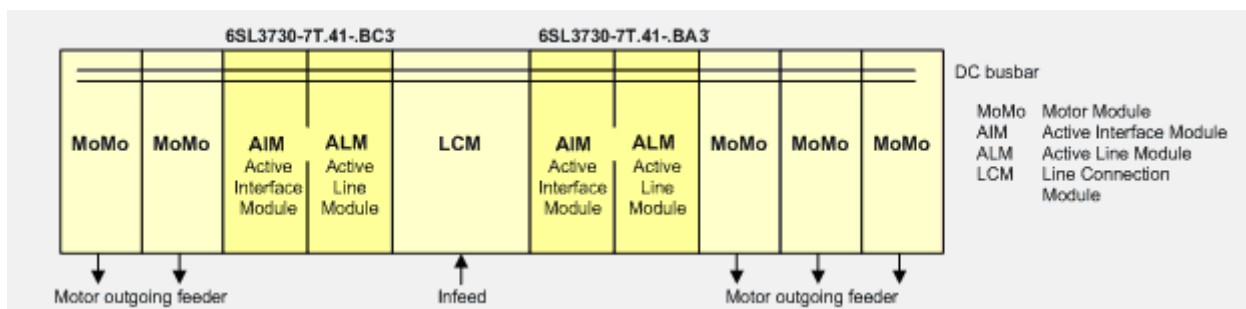 6SL3730-7T.41-.BC3 6SL3730-7T.41-.BA3
DC busbar
MoMo MoMo AIM Active Interface Module ALM Active Line Module LCM AIM Active Interface Module ALM Active Line Module MoMo MoMo MoMo
MoMo Motor Module
AIM Active Interface Module
ALM Active Line Module
LCM Line Connection
Module
Motor outgoing feeder Infeed Motor outgoing feeder